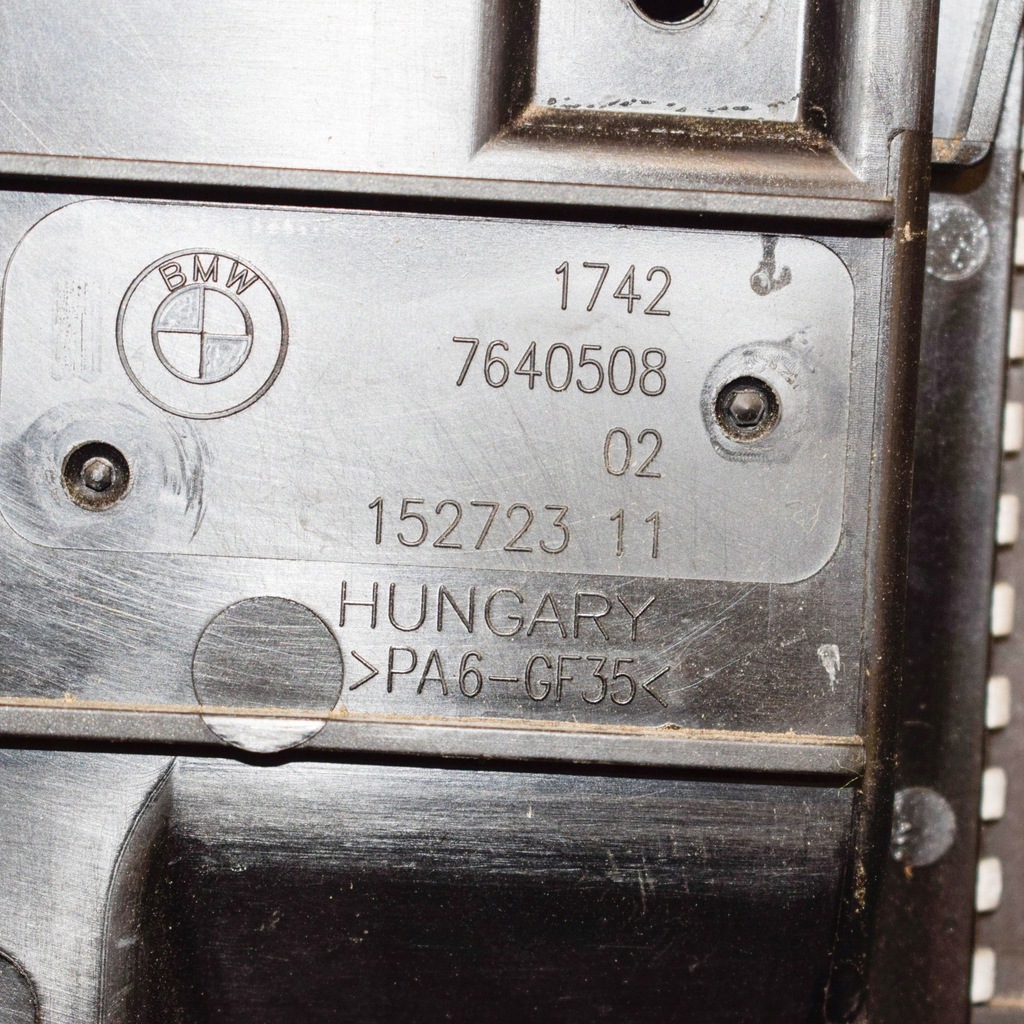 BMW
1742
7640508
02
152723 11
HUNGARY
>PA6-GF35<